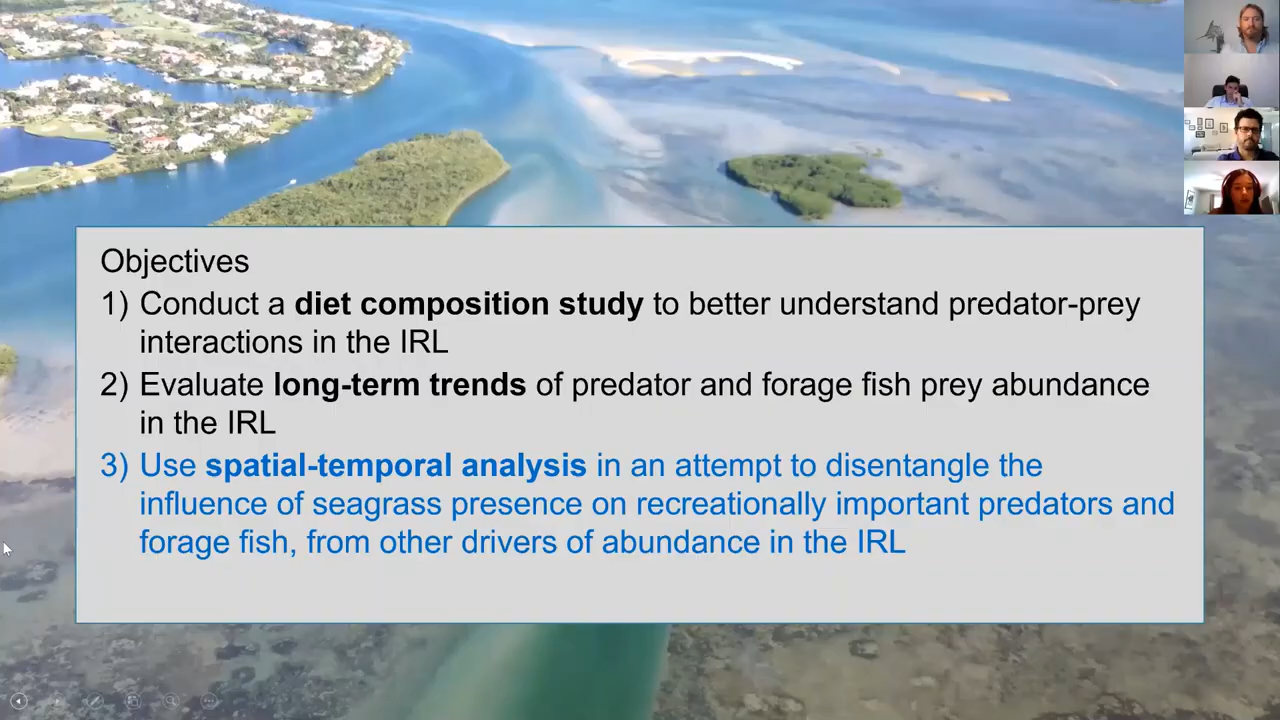 Objectives
1) Conduct a diet composition study to better understand predator-prey
interactions in the IRL
2) Evaluate long-term trends of predator and forage fish prey abundance
in the IRL
3) Use spatial-temporal analysis in an attempt to disentangle the
influence of seagrass presence on recreationally important predators and
forage fish, from other drivers of abundance in the IRL